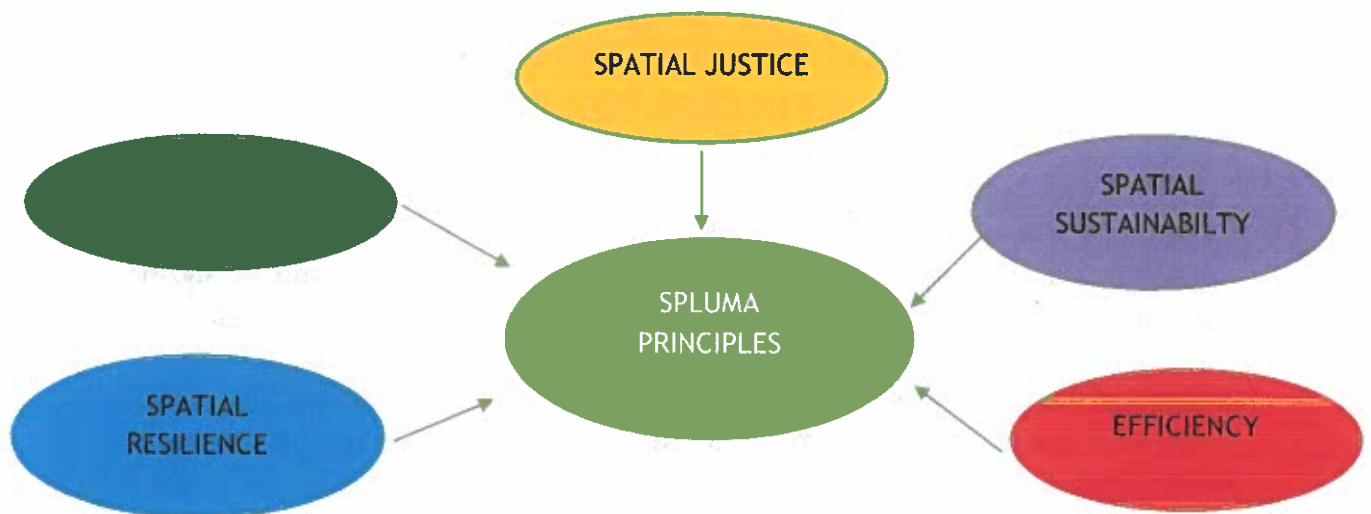 SPATIAL JUSTICE
SPATIAL
SUSTAINABILTY
SPLUMA
PRINCIPLES
SPATIAL
RESILIENCE
EFFICIENCY